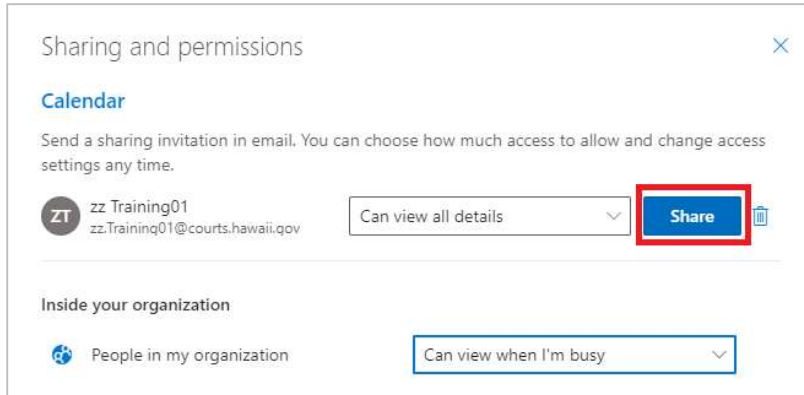 Sharing and permissions
Calendar
Send a sharing invitation in email. You can choose how much access to allow and change access
settings any time.
ZT
zz Training01
zz.Training01@courts.hawaii.gov
Can view all details
Share
Inside your organization
People in my organization
Can view when I'm busy